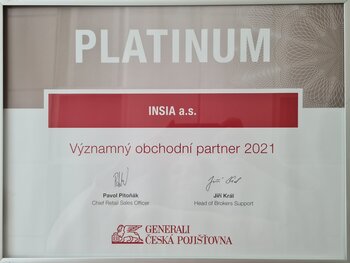 PLATINUM
INSIA a.s.
Významný obchodní partner 2021
Pavol Pitoňák
Chief Retail Sales Officer
Jiří Král
Head of Brokers Support
GENERALI
ČESKÁ POJIŠŤOVNA